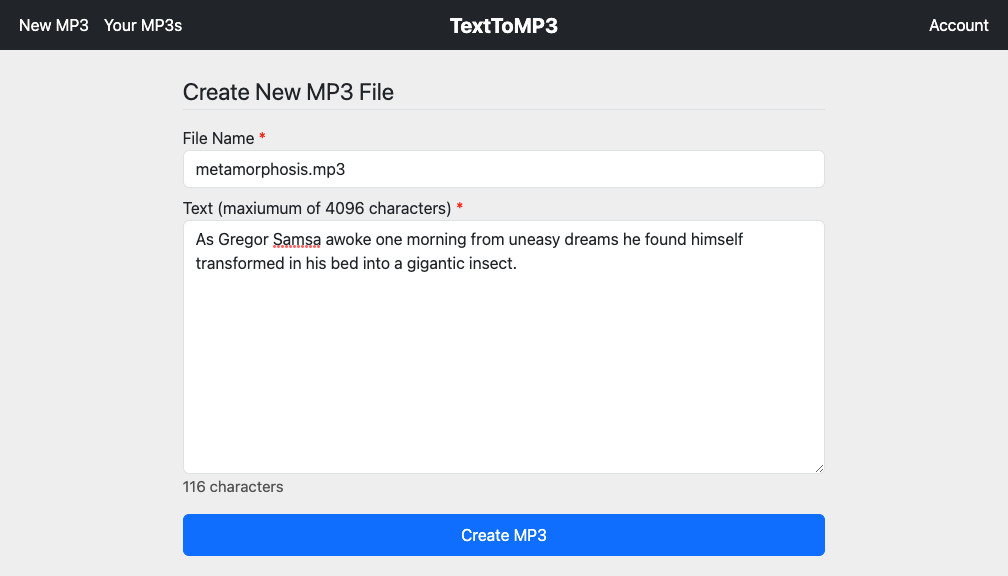 New MP3 Your MP3s TextToMP3 Account
Create New MP3 File
File Name *
metamorphosis.mp3
Text (maxiumum of 4096 characters) *
As Gregor Samsa awoke one morning from uneasy dreams he found himself
transformed in his bed into a gigantic insect.
116 characters
Create MP3